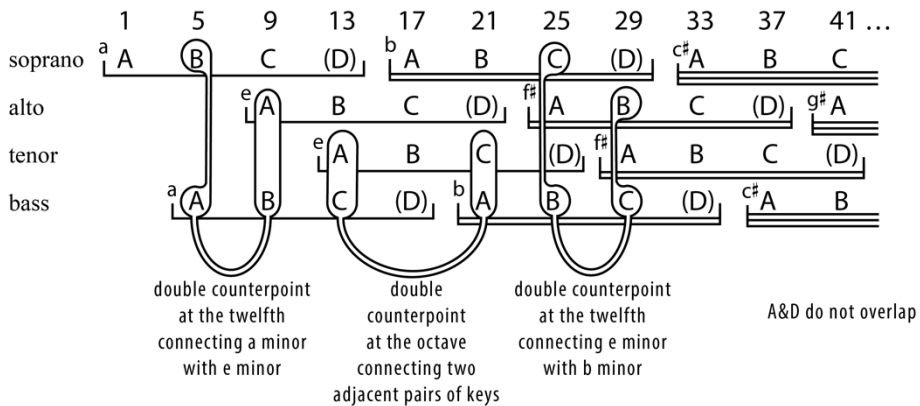 1 5 9 13 17 21 25 29 33 37 41 …
soprano a A B C (D) b A B C (D) c# A B C
alto e A B C (D) f# A B C (D) g# A
tenor e A B C (D) f# A B C (D)
bass a A B C (D) b A B C (D) c# A B
double counterpoint
at the twelfth
connecting a minor
with e minor
double
counterpoint
at the octave
connecting two
adjacent pairs of keys
double counterpoint
at the twelfth
connecting e minor
with b minor
A&D do not overlap